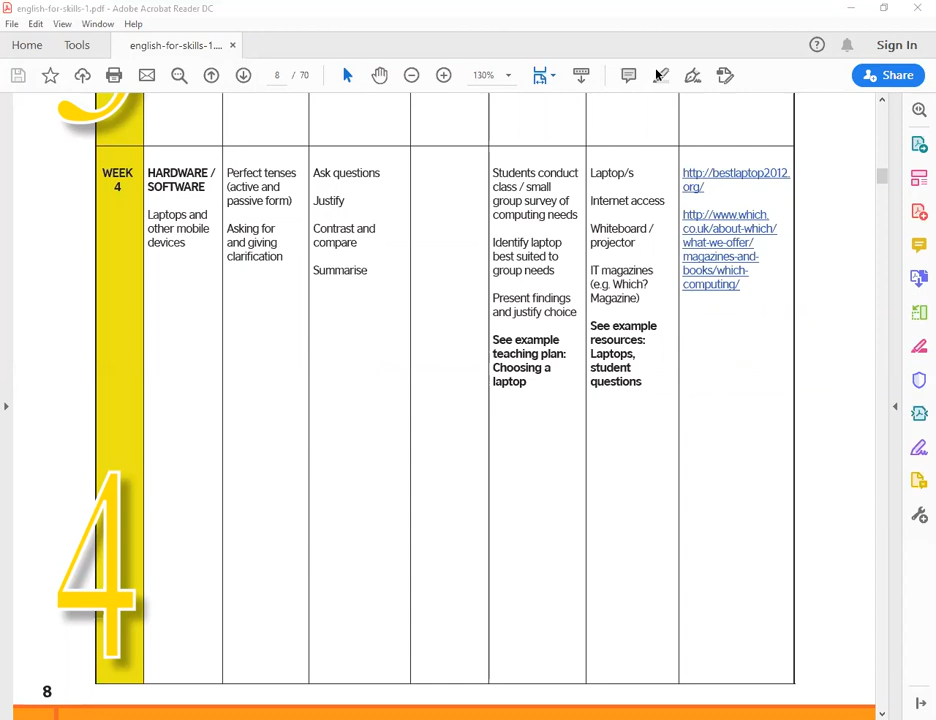 english-for-skills-1.pdf - Adobe Acrobat Reader DC
File Edit View Window Help
Home Tools english-for-skills-1.... × Sign In
8 / 70 130% Share
WEEK
4
HARDWARE /
SOFTWARE
Laptops and
other mobile
devices
Perfect tenses
(active and
passive form)
Asking for
and giving
clarification
Ask questions
Justify
Contrast and
compare
Summarise
Students conduct
class / small
group survey of
computing needs
Identify laptop
best suited to
group needs
Present findings
and justify choice
See example
teaching plan:
Choosing a
laptop
Laptop/s
Internet access
Whiteboard /
projector
IT magazines
(e.g. Which?
Magazine)
See example
resources:
Laptops,
student
questions
http://bestlaptop2012.
org/
http://www.which.
co.uk/about-which/
what-we-offer/
magazines-and-
books/which-
computing/
4
8